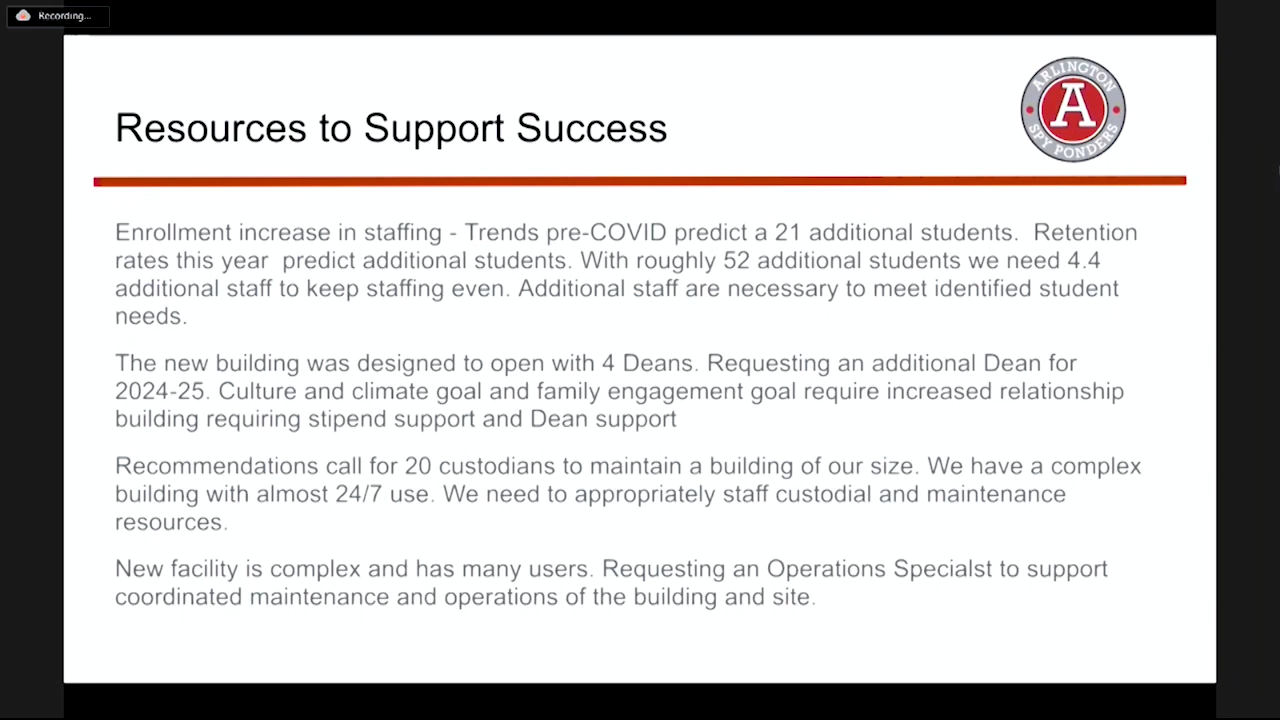 Recording...
ARLINGTON
A
SPY PONDERS
Resources to Support Success
Enrollment increase in staffing - Trends pre-COVID predict a 21 additional students.  Retention
rates this year  predict additional students. With roughly 52 additional students we need 4.4
additional staff to keep staffing even. Additional staff are necessary to meet identified student
needs.
The new building was designed to open with 4 Deans. Requesting an additional Dean for
2024-25. Culture and climate goal and family engagement goal require increased relationship
building requiring stipend support and Dean support
Recommendations call for 20 custodians to maintain a building of our size. We have a complex
building with almost 24/7 use. We need to appropriately staff custodial and maintenance
resources.
New facility is complex and has many users. Requesting an Operations Specialst to support
coordinated maintenance and operations of the building and site.